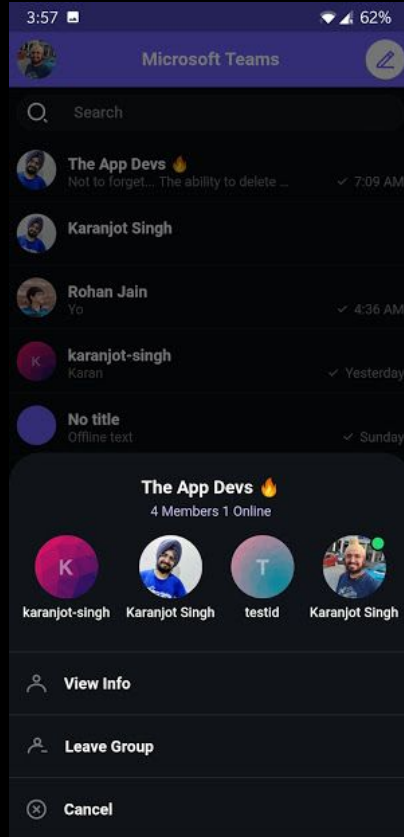 3:57 62%
Microsoft Teams
Search
The App Devs 🔥
Not to forget... The ability to delete ... ✓ 7:09 AM
Karanjot Singh
Rohan Jain
Yo ✓ 4:36 AM
K
karanjot-singh
Karan ✓ Yesterday
No title
Offline text ✓ Sunday
The App Devs 🔥
4 Members 1 Online
K T
karanjot-singh Karanjot Singh testid Karanjot Singh
View Info
Leave Group
Cancel